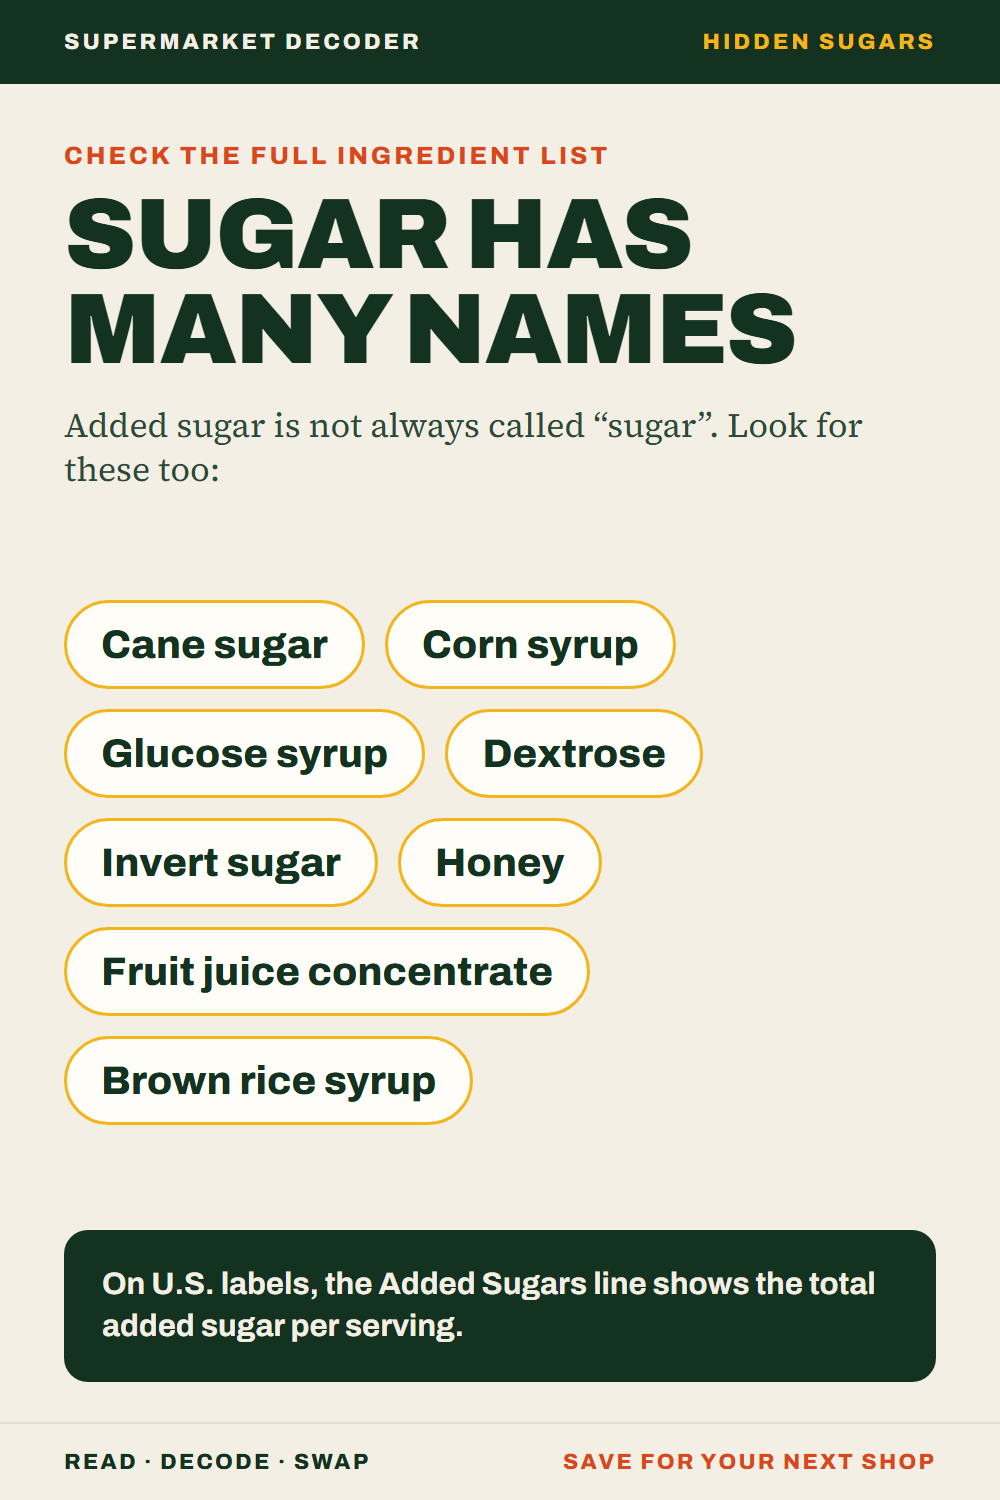 SUPERMARKET DECODER
HIDDEN SUGARS
CHECK THE FULL INGREDIENT LIST
SUGAR HAS
MANY NAMES
Added sugar is not always called “sugar”. Look for
these too:
Cane sugar
Corn syrup
Glucose syrup
Dextrose
Invert sugar
Honey
Fruit juice concentrate
Brown rice syrup
On U.S. labels, the Added Sugars line shows the total
added sugar per serving.
READ · DECODE · SWAP
SAVE FOR YOUR NEXT SHOP